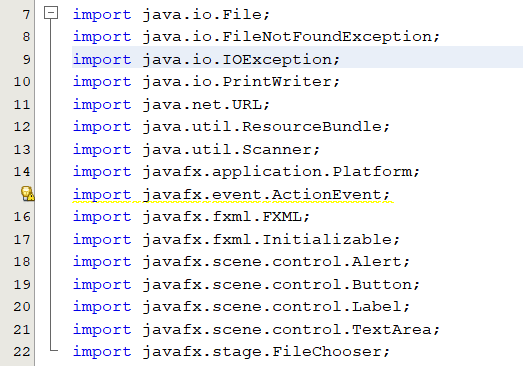 7 import java.io.File;
8 import java.io.FileNotFoundException;
9 import java.io.IOException;
10 import java.io.PrintWriter;
11 import java.net.URL;
12 import java.util.ResourceBundle;
13 import java.util.Scanner;
14 import javafx.application.Platform;
import javafx.event.ActionEvent;
16 import javafx.fxml.FXML;
17 import javafx.fxml.Initializable;
18 import javafx.scene.control.Alert;
19 import javafx.scene.control.Button;
20 import javafx.scene.control.Label;
21 import javafx.scene.control.TextArea;
22 import javafx.stage.FileChooser;